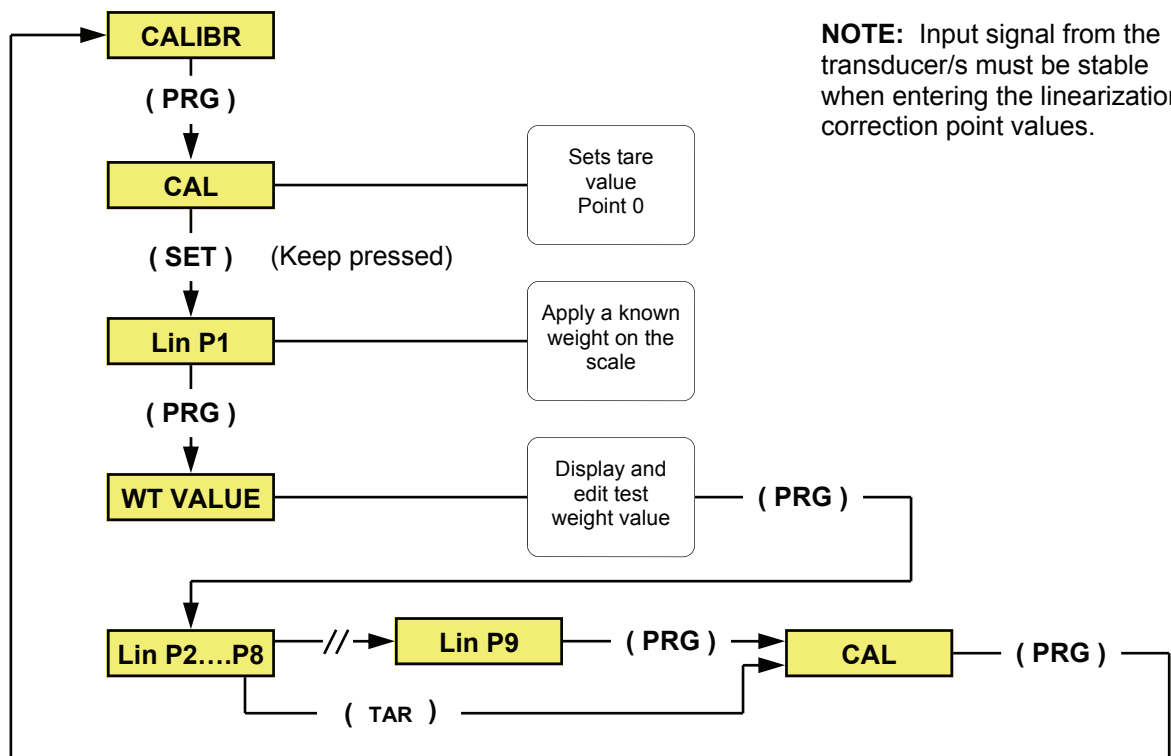 CALIBR
NOTE: Input signal from the
transducer/s must be stable
when entering the linearization
correction point values.
( PRG )
CAL
Sets tare
value
Point 0
( SET ) (Keep pressed)
Lin P1
Apply a known
weight on the
scale
( PRG )
WT VALUE
Display and
edit test
weight value
( PRG )
Lin P2....P8
//
Lin P9
( PRG )
CAL
( PRG )
( TAR )